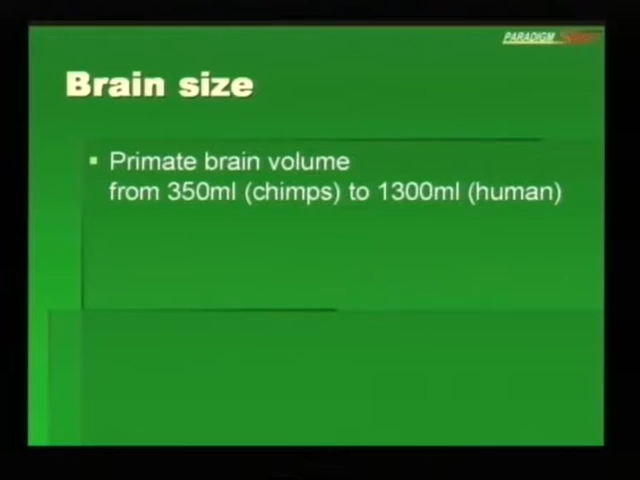 PARADIGM
Brain size
▪ Primate brain volume
from 350ml (chimps) to 1300ml (human)